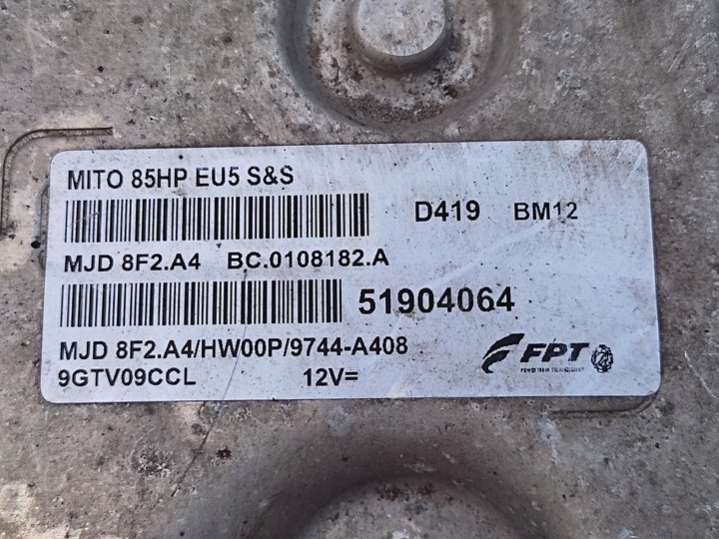 MITO 85HP EU5 S&S
D419 BM12
MJD 8F2.A4 BC.0108182.A
51904064
MJD 8F2.A4/HW00P/9744-A408
FPT
9GTV09CCL 12V=